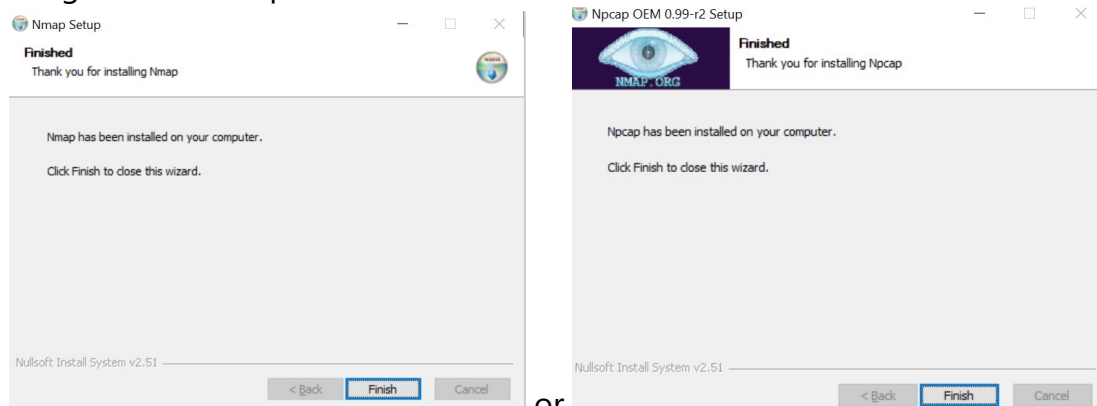 Nmap Setup
Finished
Thank you for installing Nmap
Nmap has been installed on your computer.
Click Finish to close this wizard.
Nullsoft Install System v2.51
< Back Finish Cancel
or
Npcap OEM 0.99-r2 Setup
NMAP.ORG
Finished
Thank you for installing Npcap
Npcap has been installed on your computer.
Click Finish to close this wizard.
Nullsoft Install System v2.51
< Back Finish Cancel